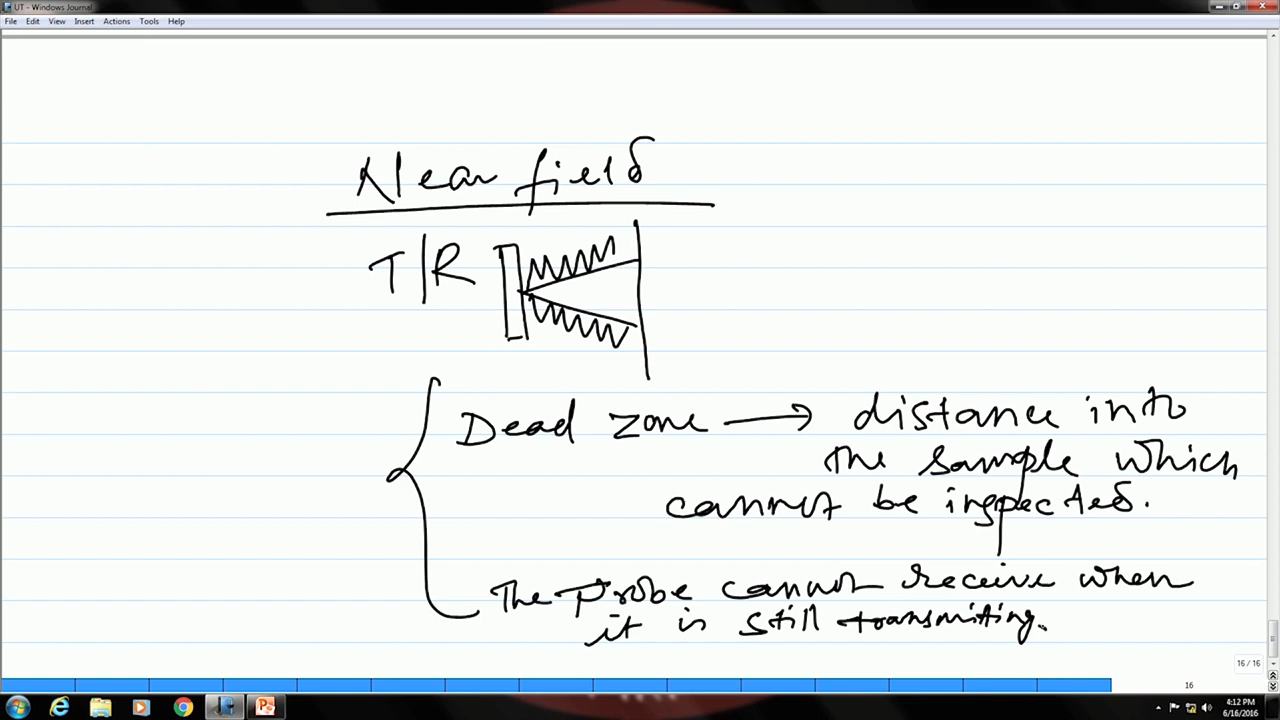 UT - Windows Journal
File Edit View Insert Actions Tools Help
Near field
T|R
Dead zone → distance into
the sample which
cannot be inspected.
The Probe cannot receive when
it is still transmiting.
16 / 16
16
4:12 PM
6/16/2016